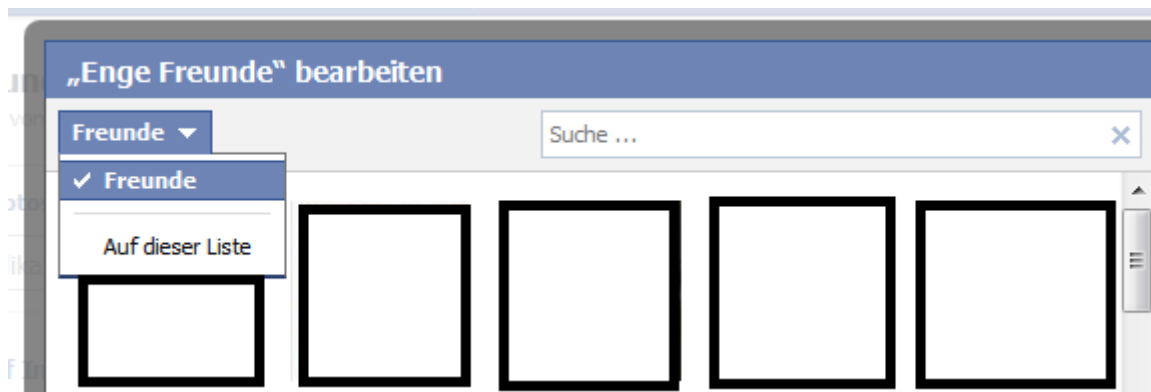 „Enge Freunde“ bearbeiten
Freunde
Suche ...
Freunde
Auf dieser Liste